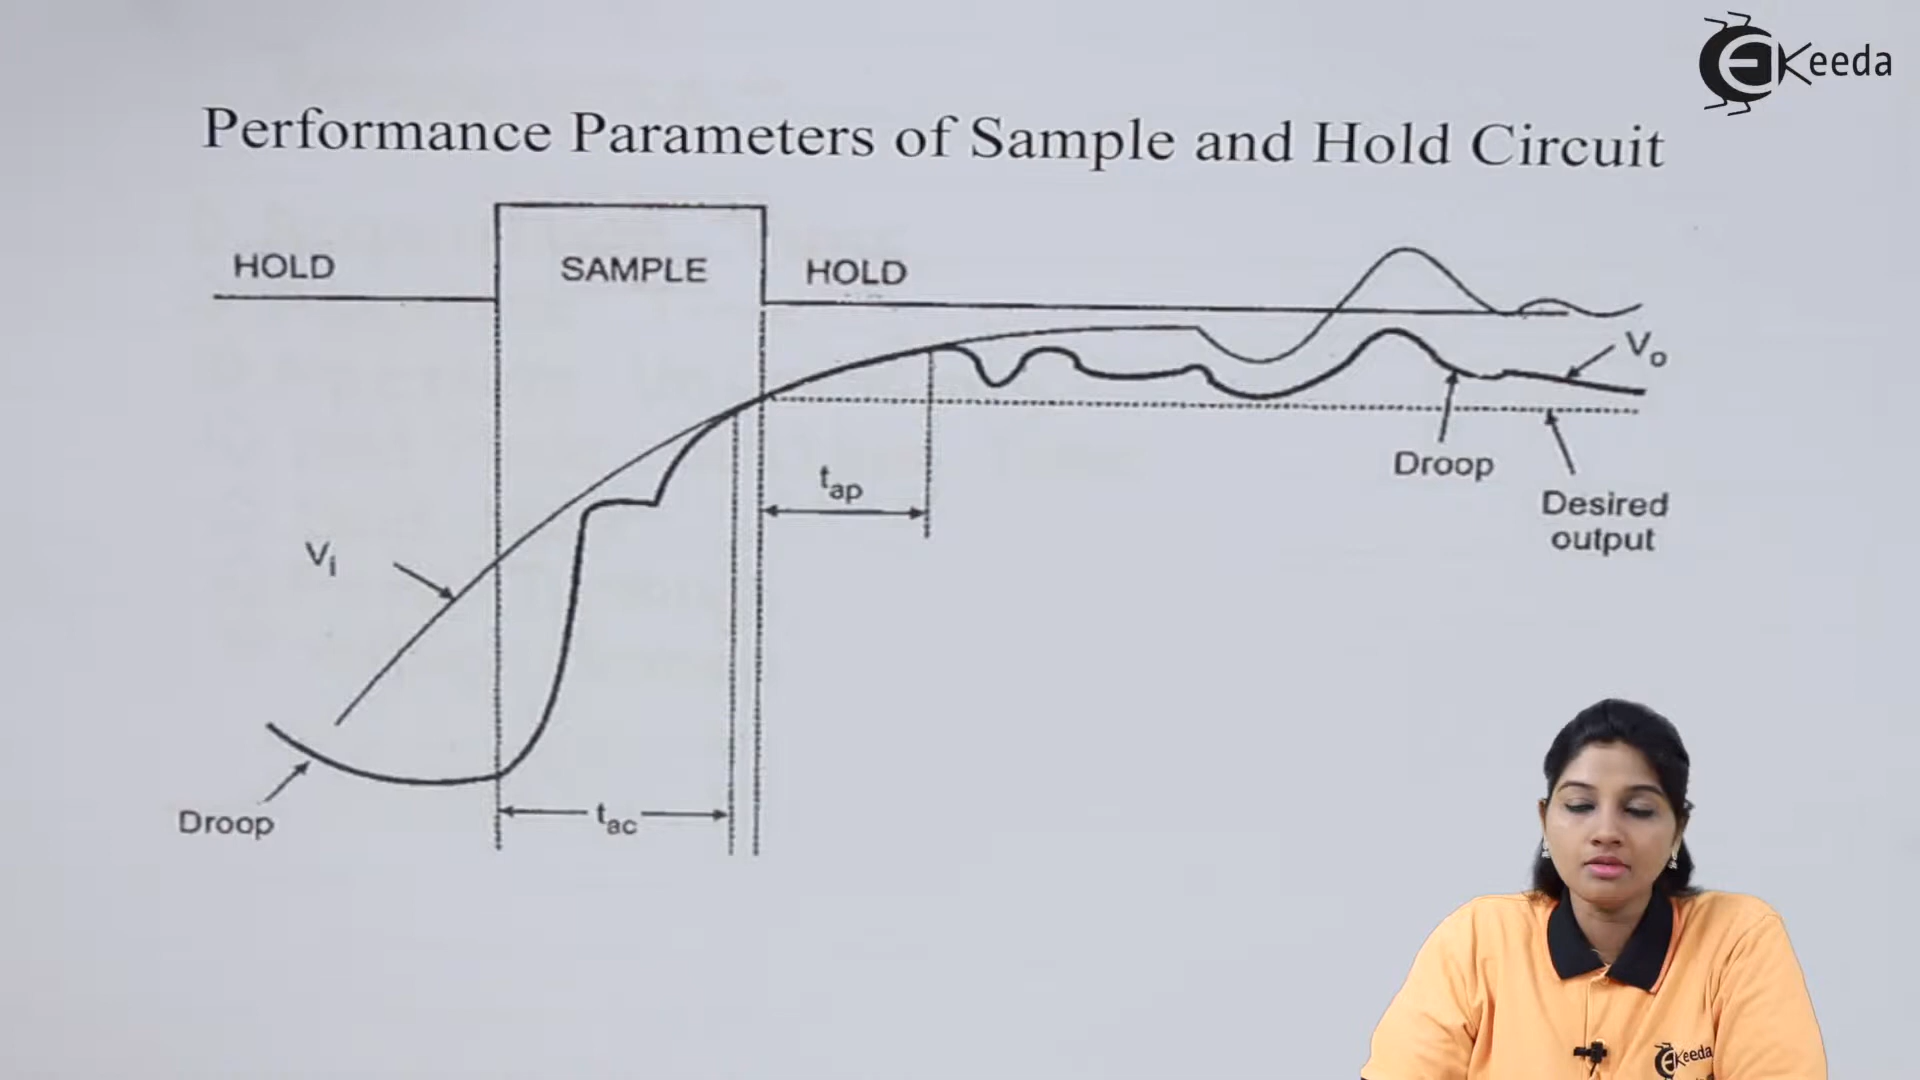 Keeda
Performance Parameters of Sample and Hold Circuit
HOLD
SAMPLE
HOLD
Vo
tap
Droop
Desired
output
Vi
tac
Droop
Keeda